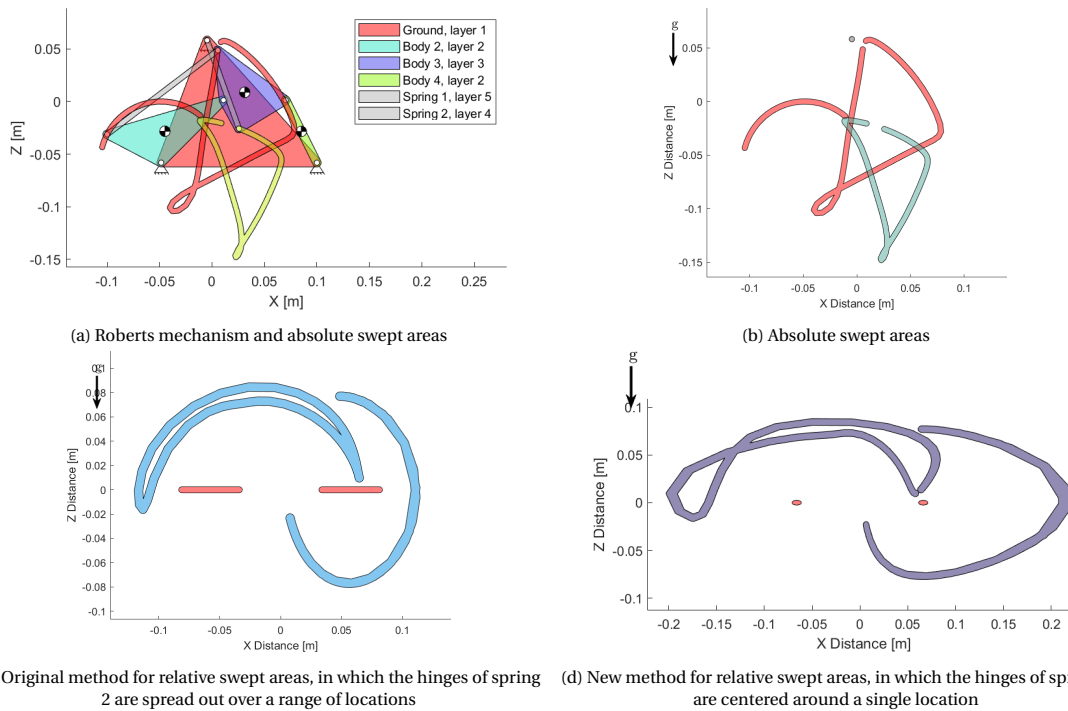 0.05
0
-0.05
-0.1
-0.15
Z [m]
-0.1
-0.05
0
0.05
0.1
0.15
0.2
0.25
X [m]
Ground, layer 1
Body 2, layer 2
Body 3, layer 3
Body 4, layer 2
Spring 1, layer 5
Spring 2, layer 4
(a) Roberts mechanism and absolute swept areas
g
0.05
0
-0.05
-0.1
-0.15
Z Distance [m]
-0.1
-0.05
0
0.05
0.1
X Distance [m]
(b) Absolute swept areas
g
0.1
0.08
0.06
0.04
0.02
0
-0.02
-0.04
-0.06
-0.08
-0.1
Z Distance [m]
-0.1
-0.05
0
0.05
0.1
X Distance [m]
Original method for relative swept areas, in which the hinges of spring
2 are spread out over a range of locations
g
0.1
0.05
0
-0.05
-0.1
Z Distance [m]
-0.2
-0.15
-0.1
-0.05
0
0.05
0.1
0.15
0.2
X Distance [m]
(d) New method for relative swept areas, in which the hinges of spri
are centered around a single location